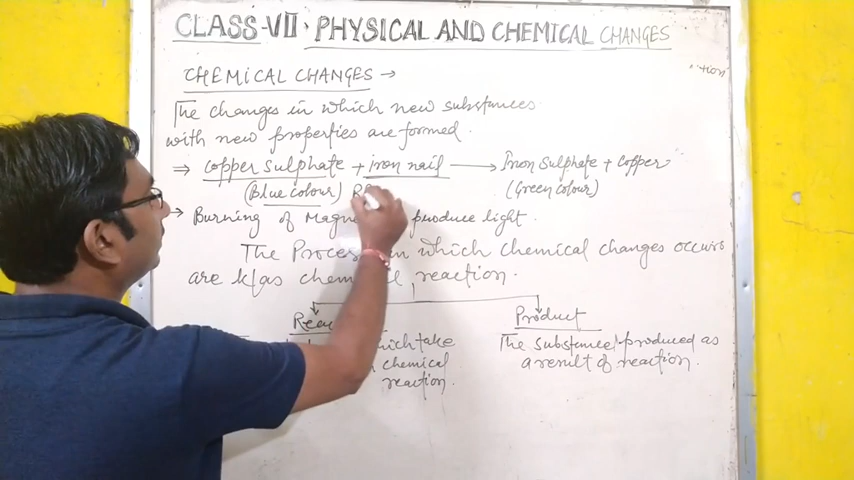 CLASS-VII • PHYSICAL AND CHEMICAL CHANGES
CHEMICAL CHANGES →
The changes in which new substances
with new properties are formed.
⇒ copper sulphate + iron nail → Iron Sulphate + Copper
(Blue colour) (Green colour)
→ Burning of produce light.
The Process in which chemical changes occurs
are k/as reaction.
Product
which take
chemical
reaction.
The substance produced as
a result of reaction.